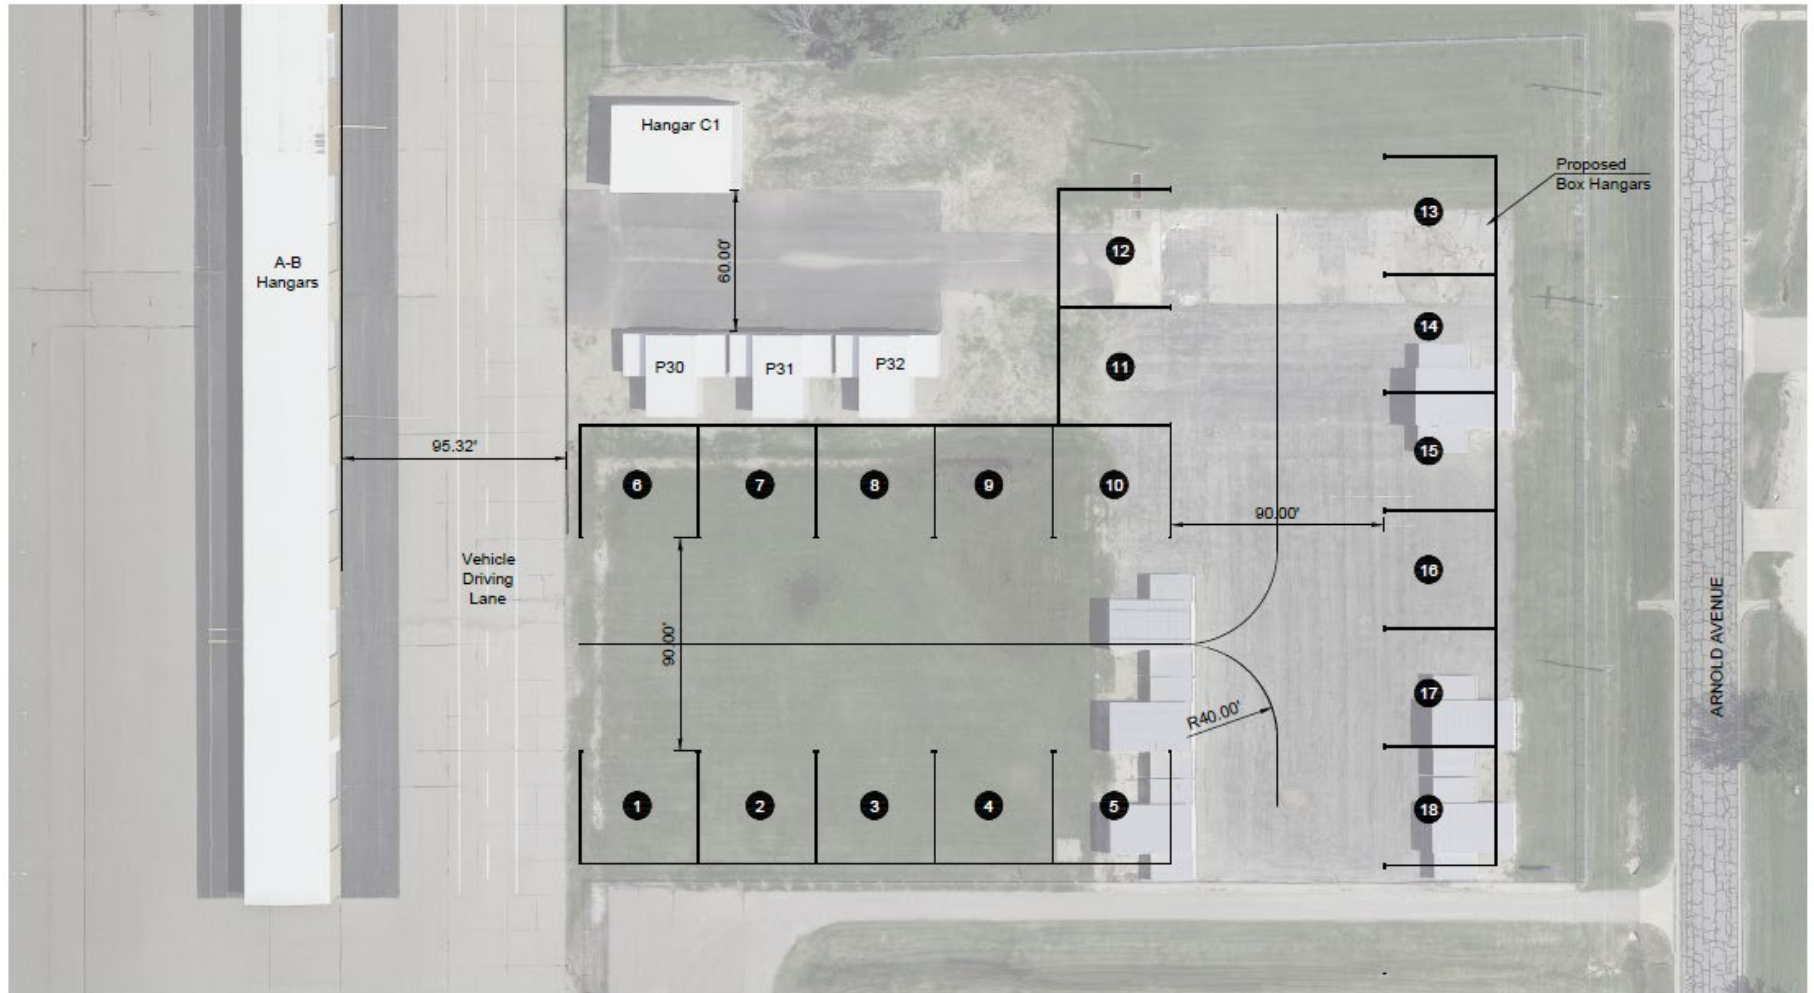 Hangar C1
Proposed
Box Hangars
13
12
A-B
Hangars
60.00'
14
P30
P31
P32
11
95.32'
15
6
7
8
9
10
90.00'
Vehicle
Driving
Lane
16
ARNOLD AVENUE
90.00'
17
R40.00'
1
2
3
4
5
18